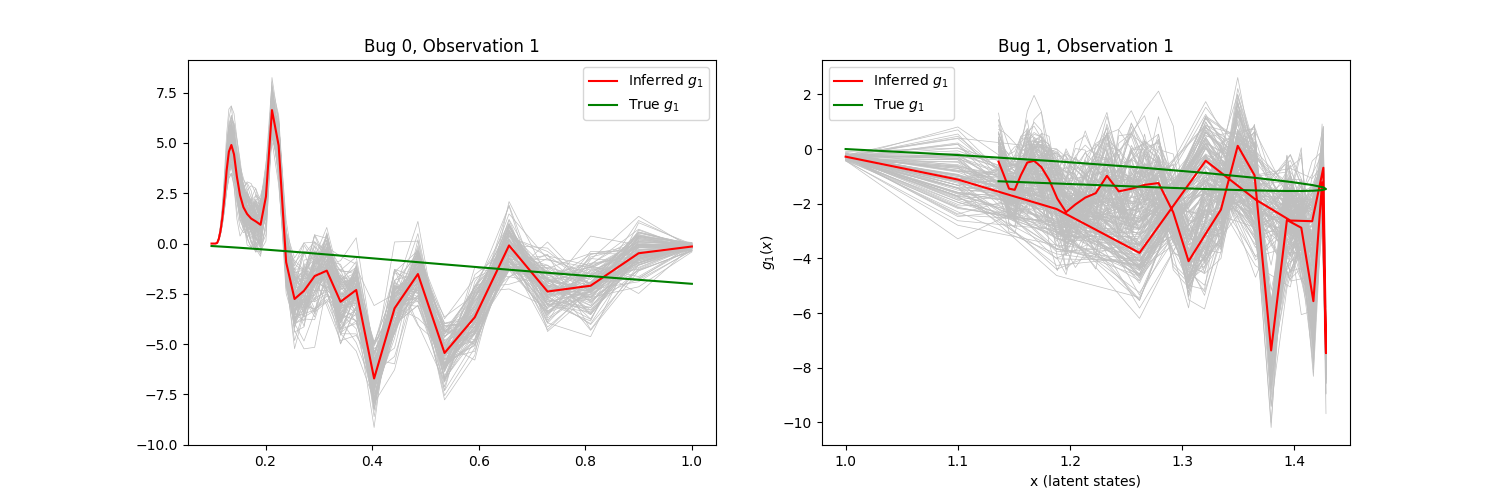 Bug 0, Observation 1
Inferred g₁
True g₁
7.5
5.0
2.5
0.0
−2.5
−5.0
−7.5
−10.0
0.2 0.4 0.6 0.8 1.0
Bug 1, Observation 1
Inferred g₁
True g₁
2
0
−2
−4
−6
−8
−10
g₁(x)
1.0 1.1 1.2 1.3 1.4
x (latent states)